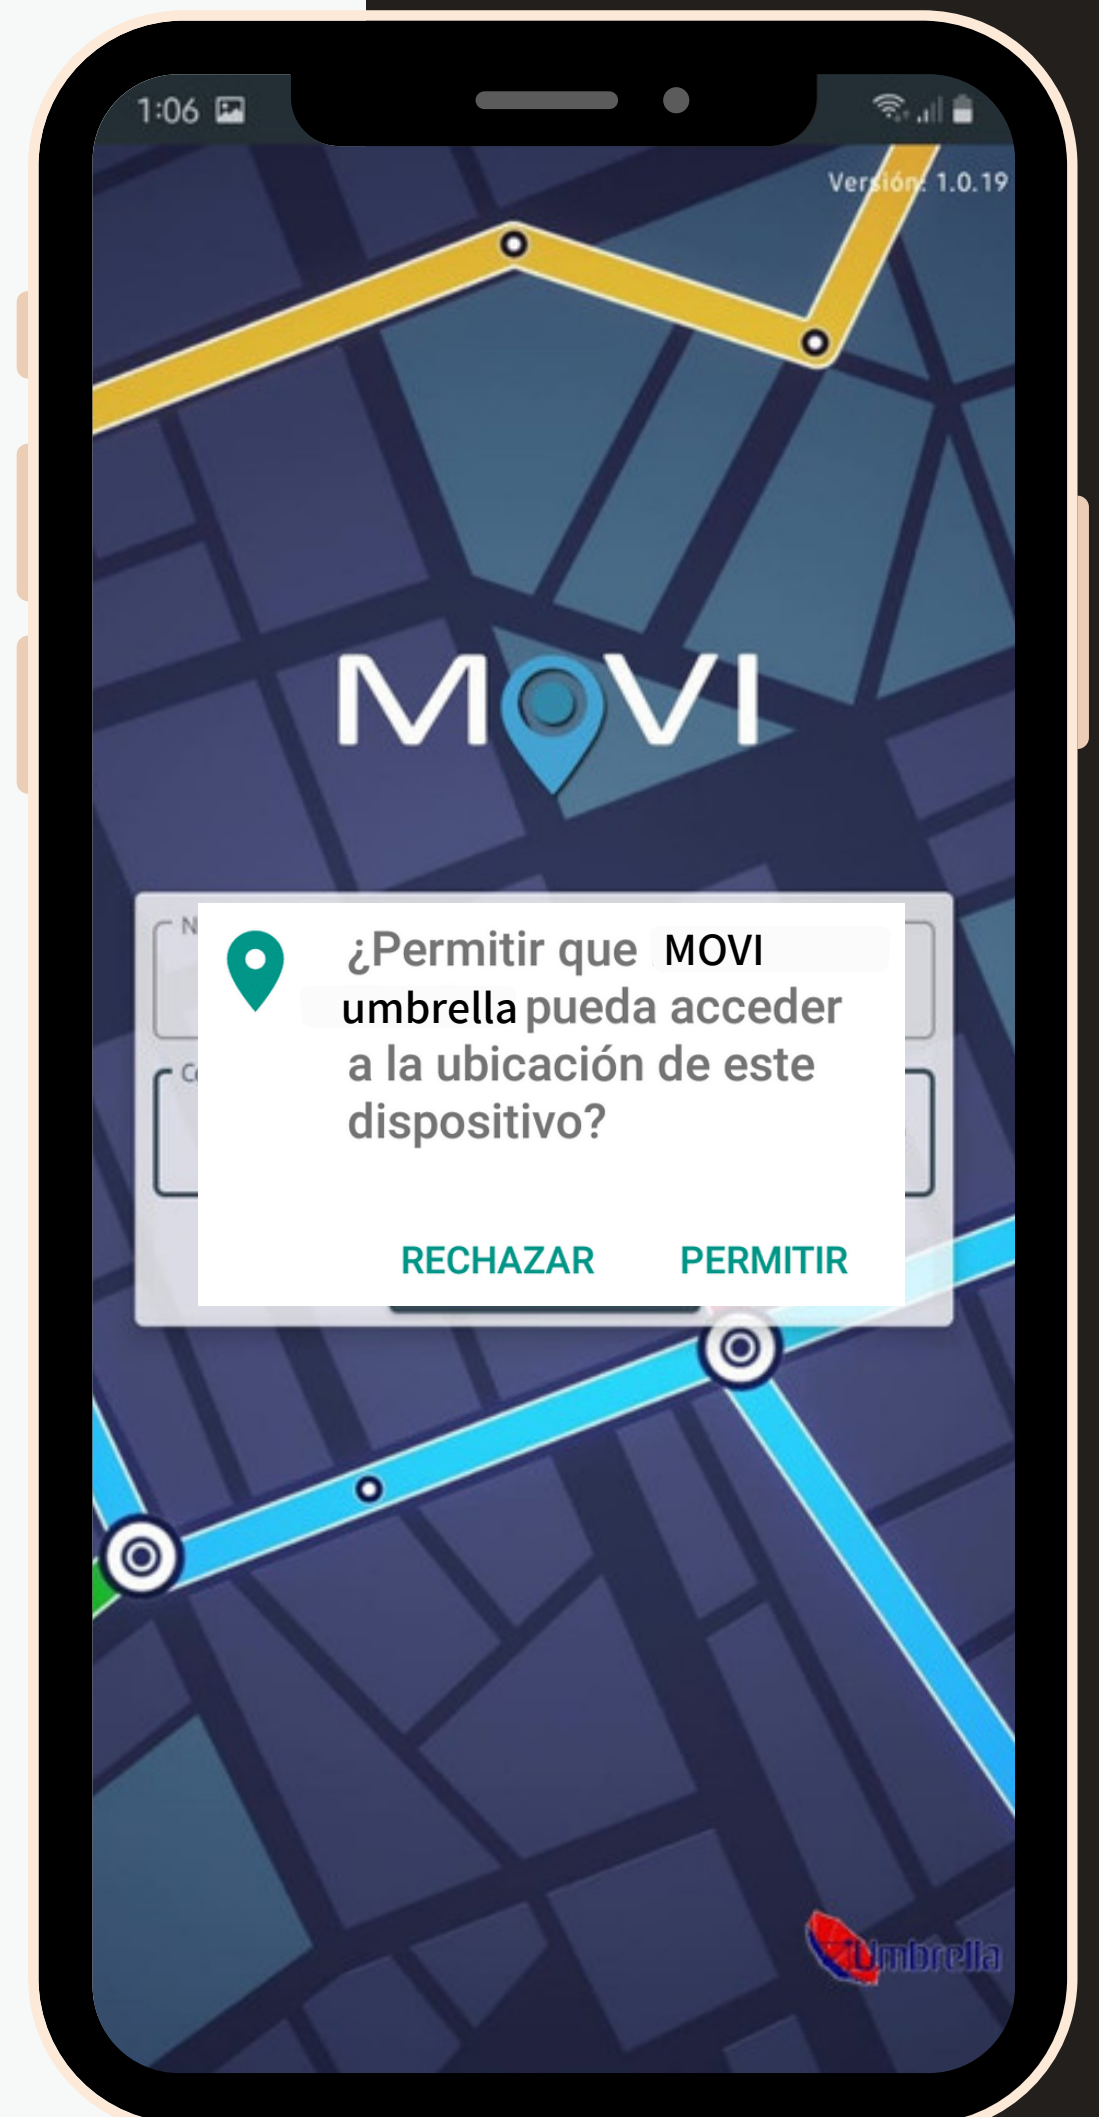 1:06
Versión: 1.0.19
MOVI
¿Permitir que MOVI
umbrella pueda acceder
a la ubicación de este
dispositivo?
RECHAZAR PERMITIR
Umbrella